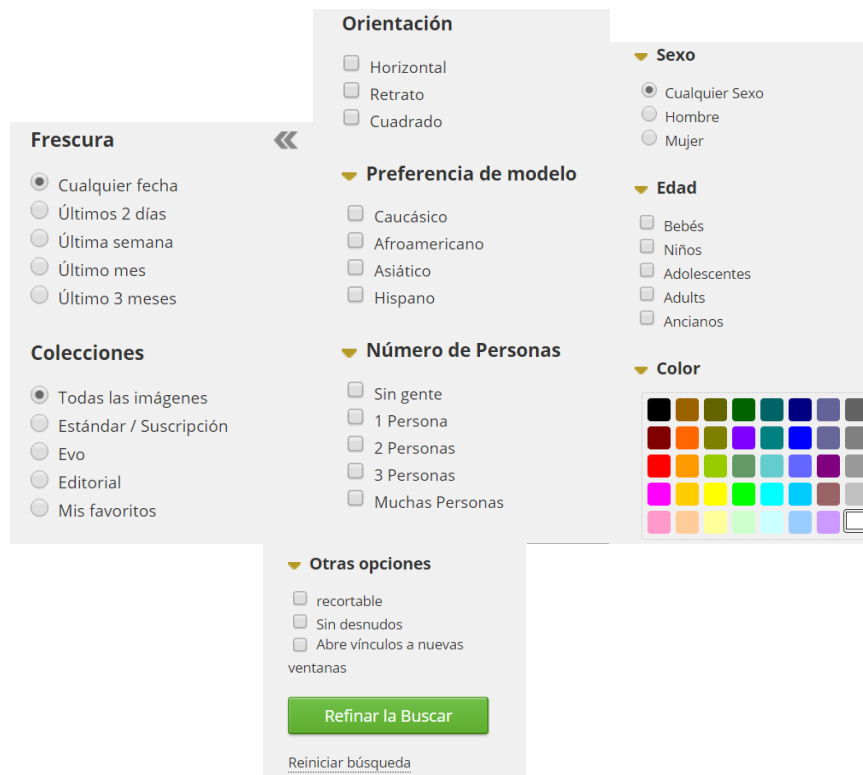 Frescura
Cualquier fecha
Últimos 2 días
Última semana
Último mes
Último 3 meses
Colecciones
Todas las imágenes
Estándar / Suscripción
Evo
Editorial
Mis favoritos
Orientación
Horizontal
Retrato
Cuadrado
Preferencia de modelo
Caucásico
Afroamericano
Asiático
Hispano
Número de Personas
Sin gente
1 Persona
2 Personas
3 Personas
Muchas Personas
Sexo
Cualquier Sexo
Hombre
Mujer
Edad
Bebés
Niños
Adolescentes
Adults
Ancianos
Color
Otras opciones
recortable
Sin desnudos
Abre vínculos a nuevas
ventanas
Refinar la Buscar
Reiniciar búsqueda